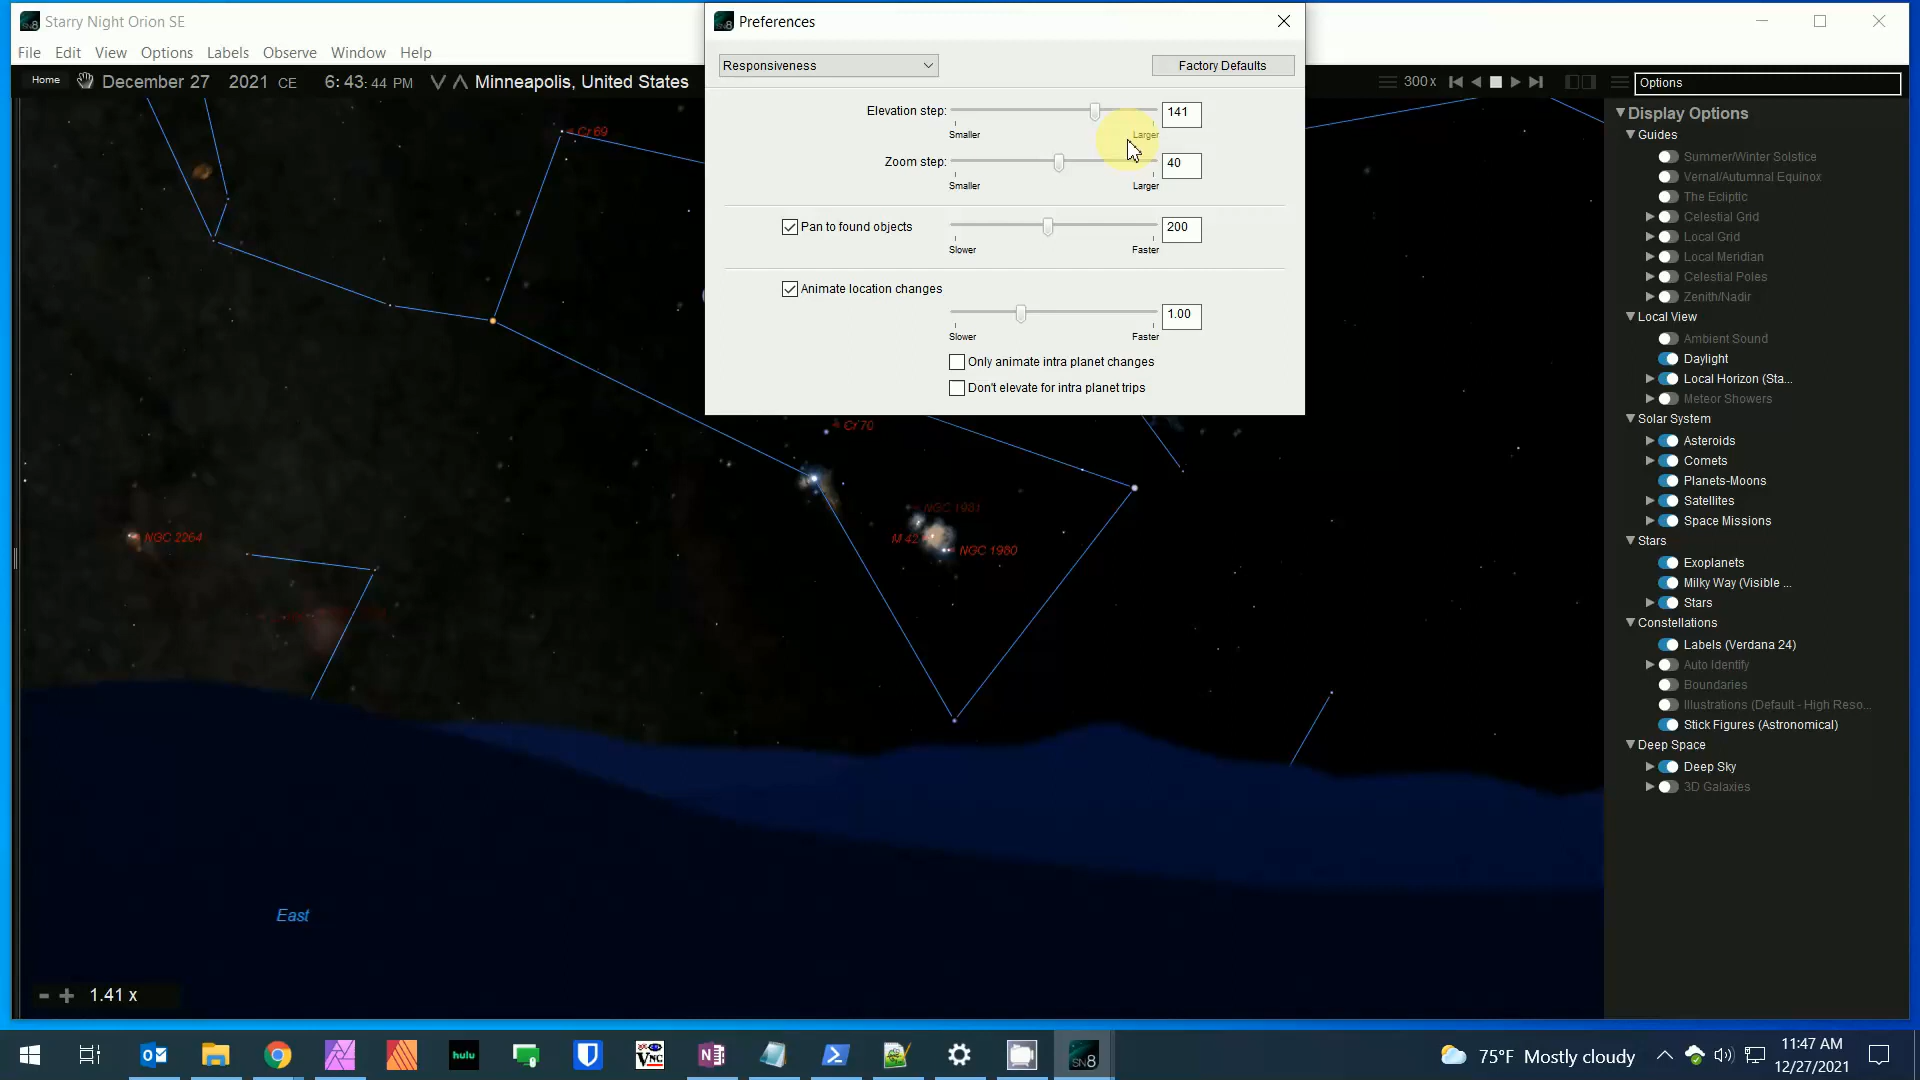 Starry Night Orion SE
Preferences
File Edit View Options Labels Observe Window Help
Responsiveness
Factory Defaults
Home December 27 2021 CE 6:43:44 PM Minneapolis, United States
300 x
Options
Elevation step:
141
Smaller Larger
Zoom step:
40
Smaller Larger
Pan to found objects
200
Slower Faster
Animate location changes
1.00
Slower Faster
Only animate intra planet changes
Don't elevate for intra planet trips
Display Options
Guides
Summer/Winter Solstice
Vernal/Autumnal Equinox
The Ecliptic
Celestial Grid
Local Grid
Local Meridian
Celestial Poles
Zenith/Nadir
Local View
Ambient Sound
Daylight
Local Horizon (Sta...
Meteor Showers
Solar System
Asteroids
Comets
Planets-Moons
Satellites
Space Missions
Stars
Exoplanets
Milky Way (Visible ...
Stars
Constellations
Labels (Verdana 24)
Auto Identify
Boundaries
Illustrations (Default - High Reso...
Stick Figures (Astronomical)
Deep Space
Deep Sky
3D Galaxies
Cr 69
Cr 70
NGC 1981
M 42
NGC 1980
NGC 2264
East
1.41 x
SN8
hulu
VNC
SN8
75°F Mostly cloudy
11:47 AM
12/27/2021